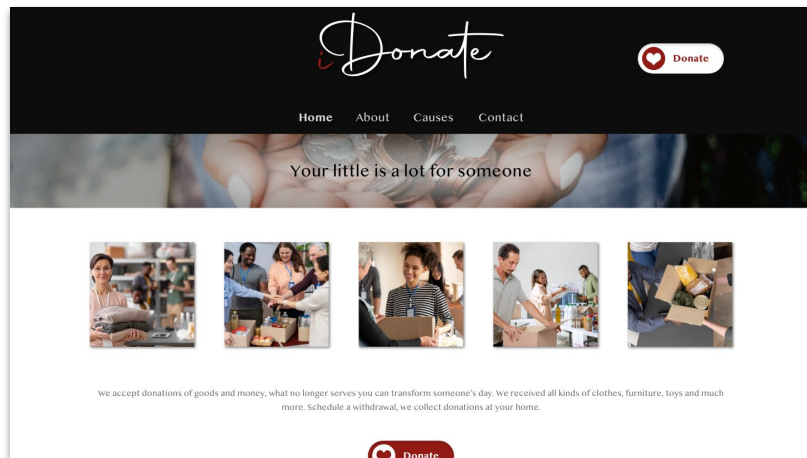 iDonate
Donate
Home About Causes Contact
Your little is a lot for someone
We accept donations of goods and money, what no longer serves you can transform someone's day. We received all kinds of clothes, furniture, toys and much
more. Schedule a withdrawal, we collect donations at your home.
Donate